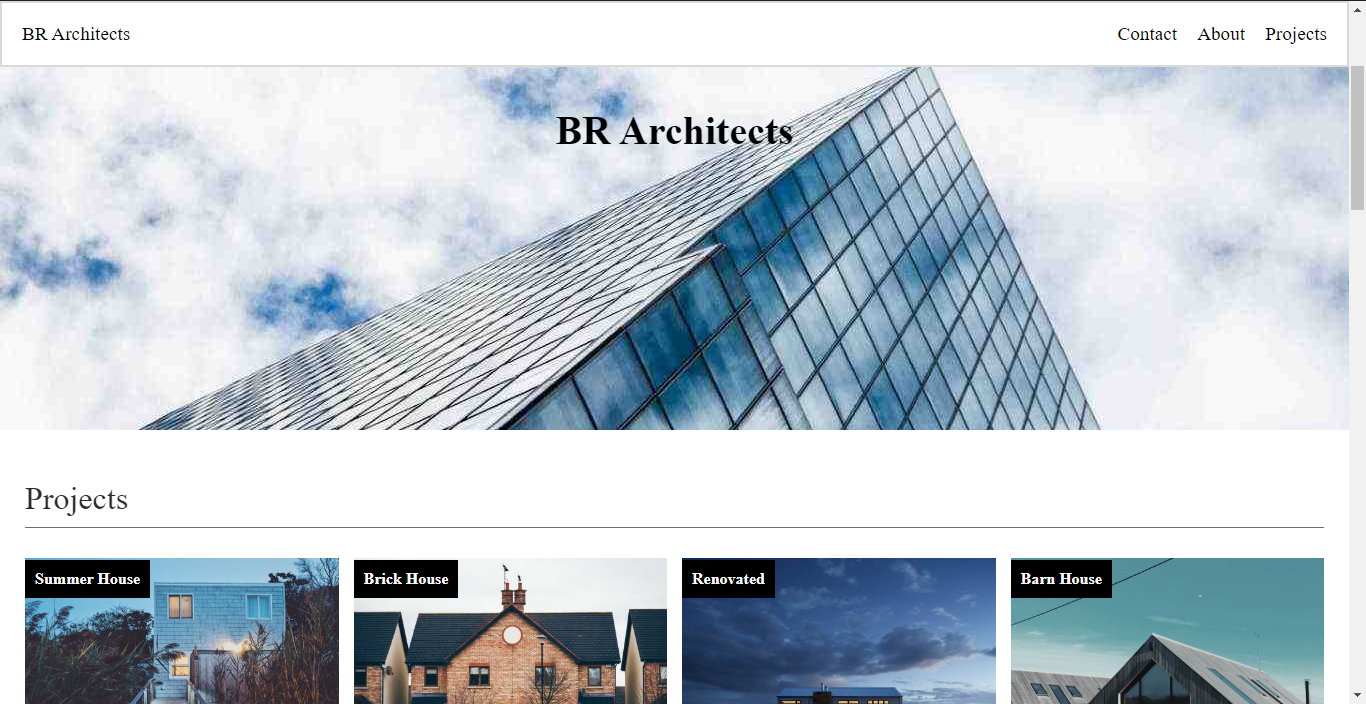 BR Architects
Contact About Projects
BR Architects
Projects
Summer House
Brick House
Renovated
Barn House